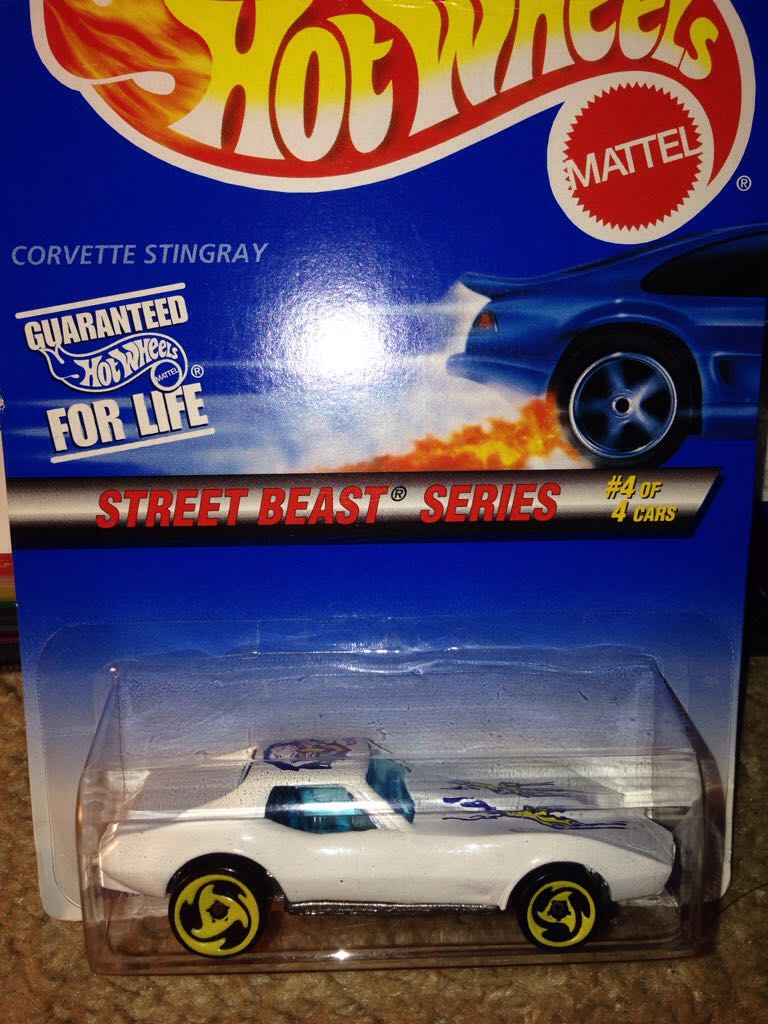 HOT WHEELS
MATTEL
®
CORVETTE STINGRAY
GUARANTEED
HOT WHEELS ®
MATTEL
FOR LIFE
STREET BEAST® SERIES
#4 OF
4 CARS